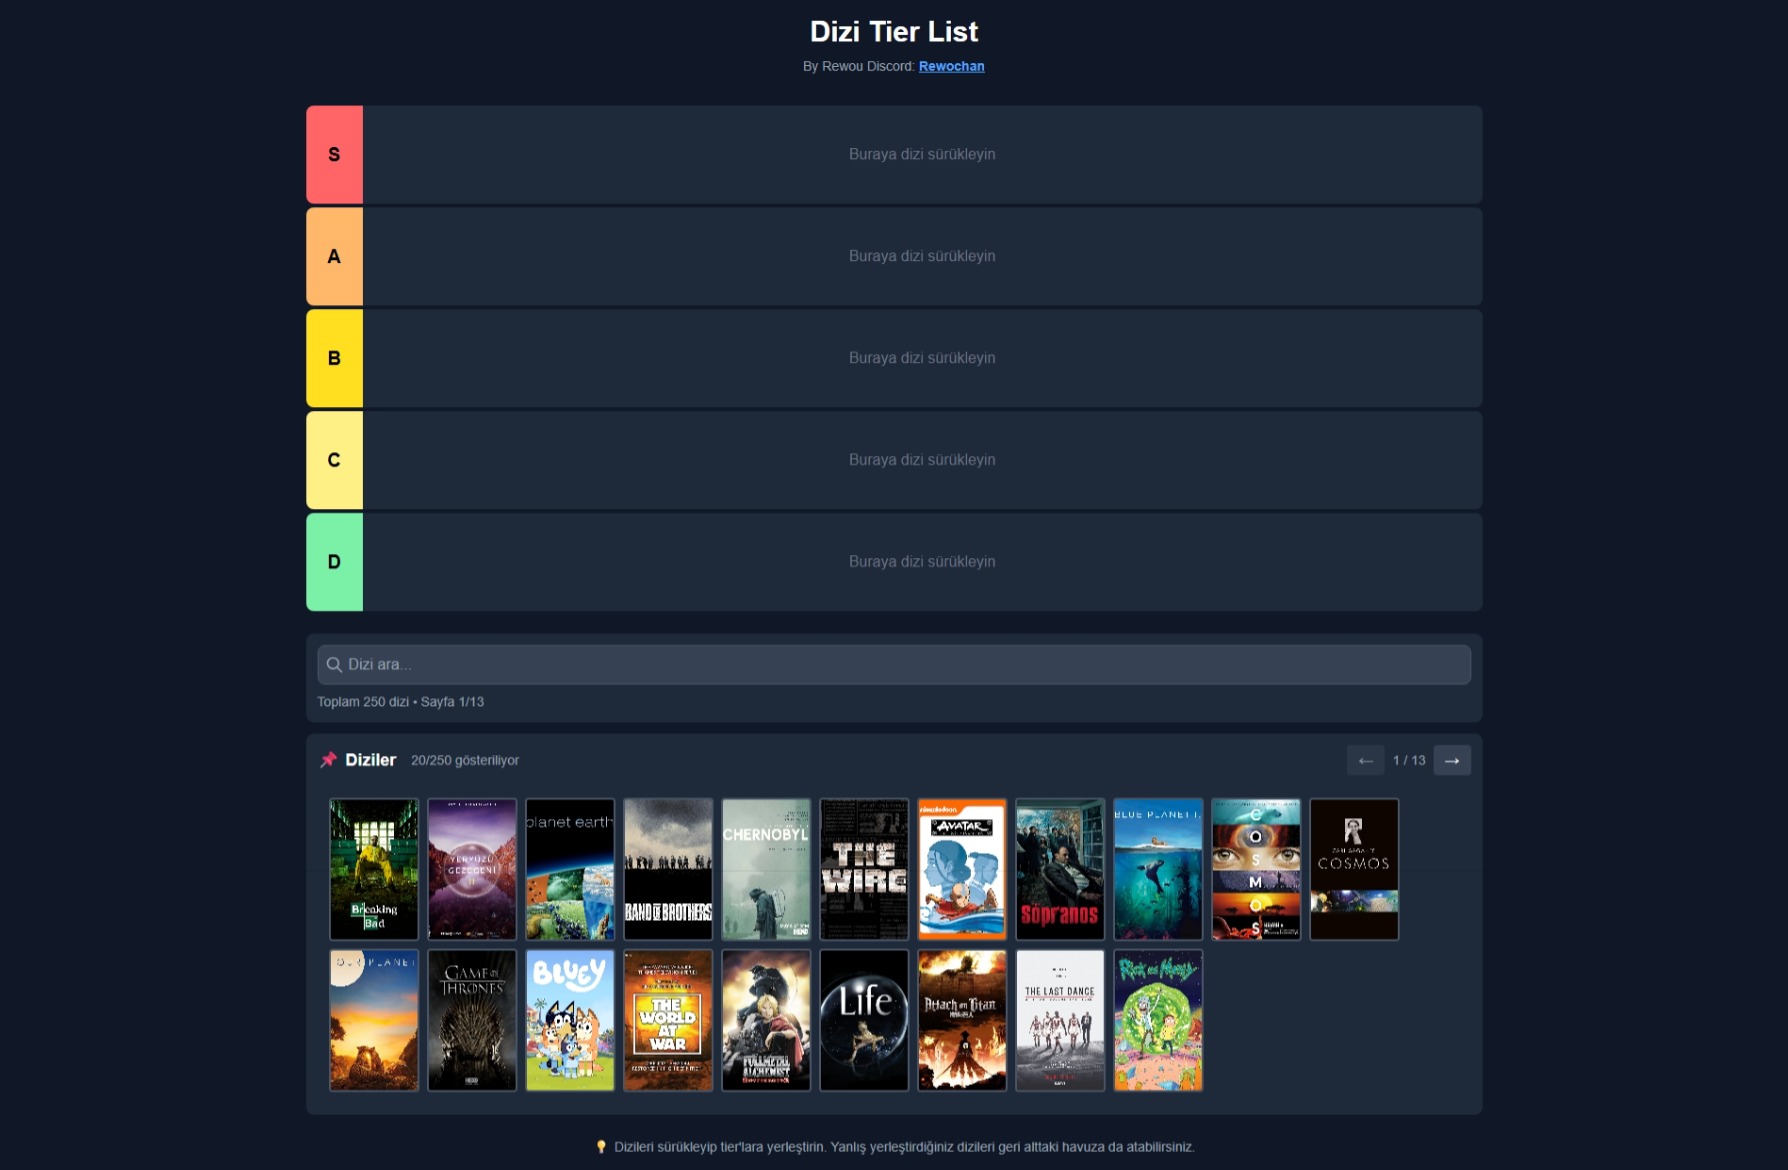 Dizi Tier List
By Rewou Discord: Rewochan
S
Buraya dizi sürükleyin
A
Buraya dizi sürükleyin
B
Buraya dizi sürükleyin
C
Buraya dizi sürükleyin
D
Buraya dizi sürükleyin
Dizi ara...
Toplam 250 dizi • Sayfa 1/13
Diziler 20/250 gösteriliyor
← 1 / 13 →
Breaking
Bad
YERYÜZÜ
GEZEGENİ
II
planet earth
BAND OF BROTHERS
CHERNOBYL
HBO
THE
WIRE
nickelodeon
AVATAR
Sopranos
BLUE PLANET II
COSMOS
COSMOS
OUR PLANET
GAME OF
THRONES
HBO
BLUEY
THE
WORLD
AT
WAR
FULLMETAL
ALCHEMIST
Life
Attack on Titan
THE LAST DANCE
Rick and Morty
Dizileri sürükleyip tier'lara yerleştirin. Yanlış yerleştirdiğiniz dizileri geri alttaki havuza da atabilirsiniz.